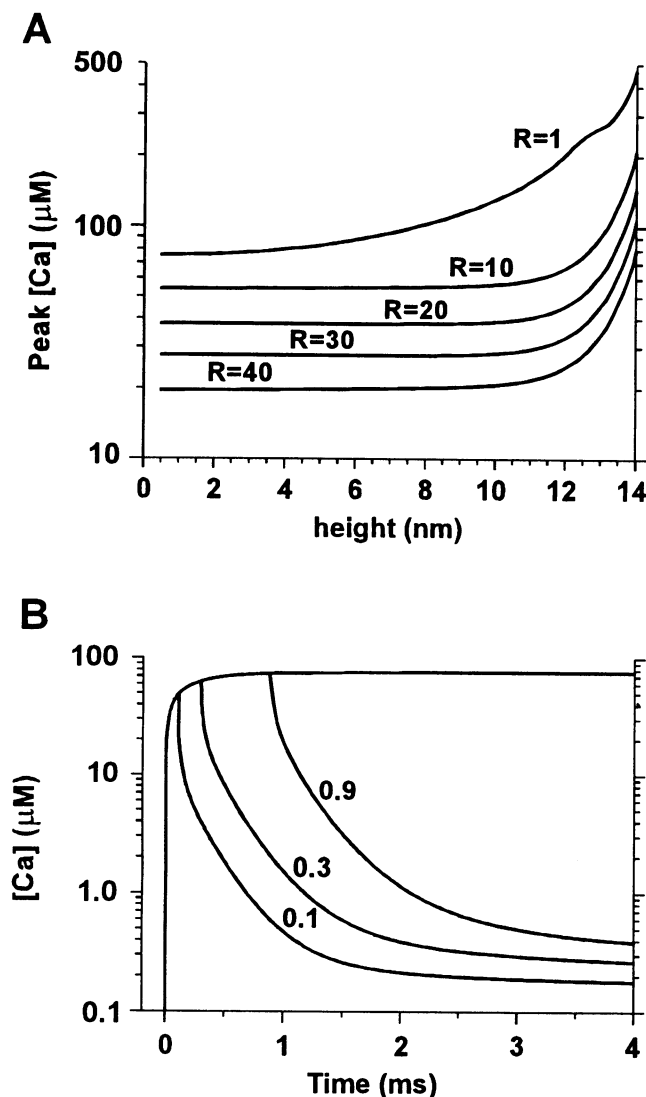 A
500
100
10
Peak [Ca] (μM)
R=1
R=10
R=20
R=30
R=40
0 2 4 6 8 10 12 14
height (nm)
B
100
10
1.0
0.1
[Ca] (μM)
0.9
0.3
0.1
0 1 2 3 4
Time (ms)